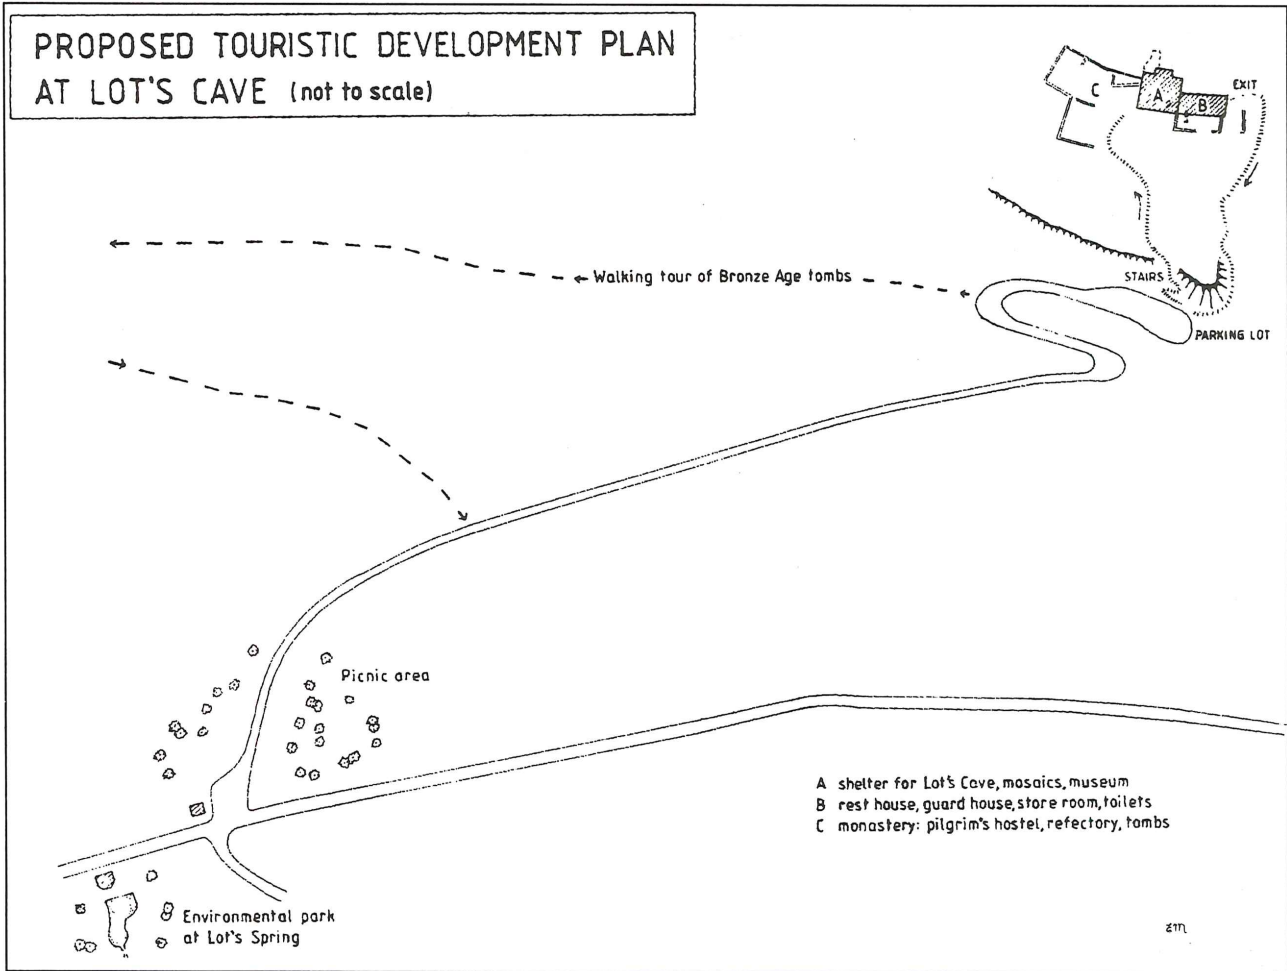 PROPOSED TOURISTIC DEVELOPMENT PLAN
AT LOT'S CAVE (not to scale)
C
A
B
EXIT
Walking tour of Bronze Age tombs
STAIRS
PARKING LOT
Picnic area
A shelter for Lot's Cave, mosaics, museum
B rest house, guard house, store room, toilets
C monastery: pilgrim's hostel, refectory, tombs
Environmental park
at Lot's Spring